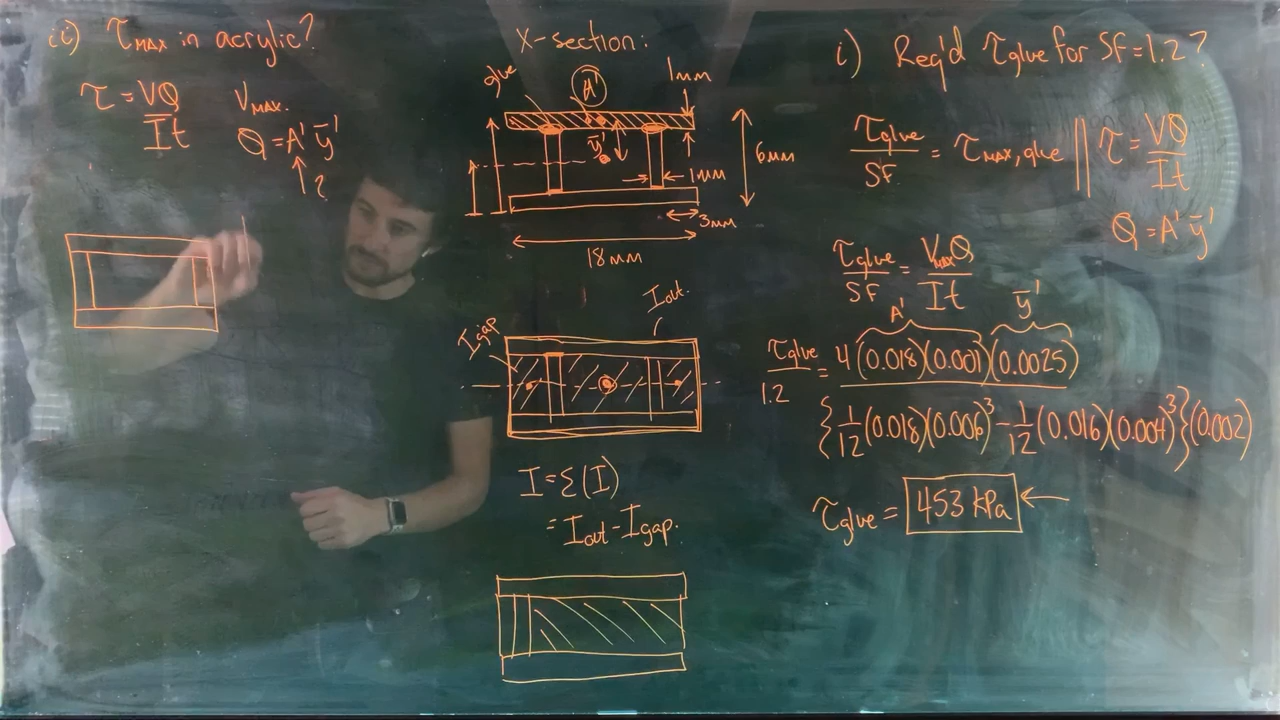 ii) τMAX in acrylic?
τ = VQ/It
VMAX.
Q = A' ȳ'
?
X-section:
glue
A'
1mm
ȳ'
6mm
1mm
3mm
18mm
Igap
Iout.
I = Σ(I)
= Iout - Igap.
i) Req'd τglue for SF = 1.2?
τglue/SF = τMAX, glue || τ = VQ/It
Q = A' ȳ'
τglue/SF = VMAXQ/It
A' ȳ'
τglue/1.2 = 4(0.018)(0.001)(0.0025)/{1/12(0.018)(0.006)³ - 1/12(0.016)(0.004)³}(0.002)
τglue = 453 kPa